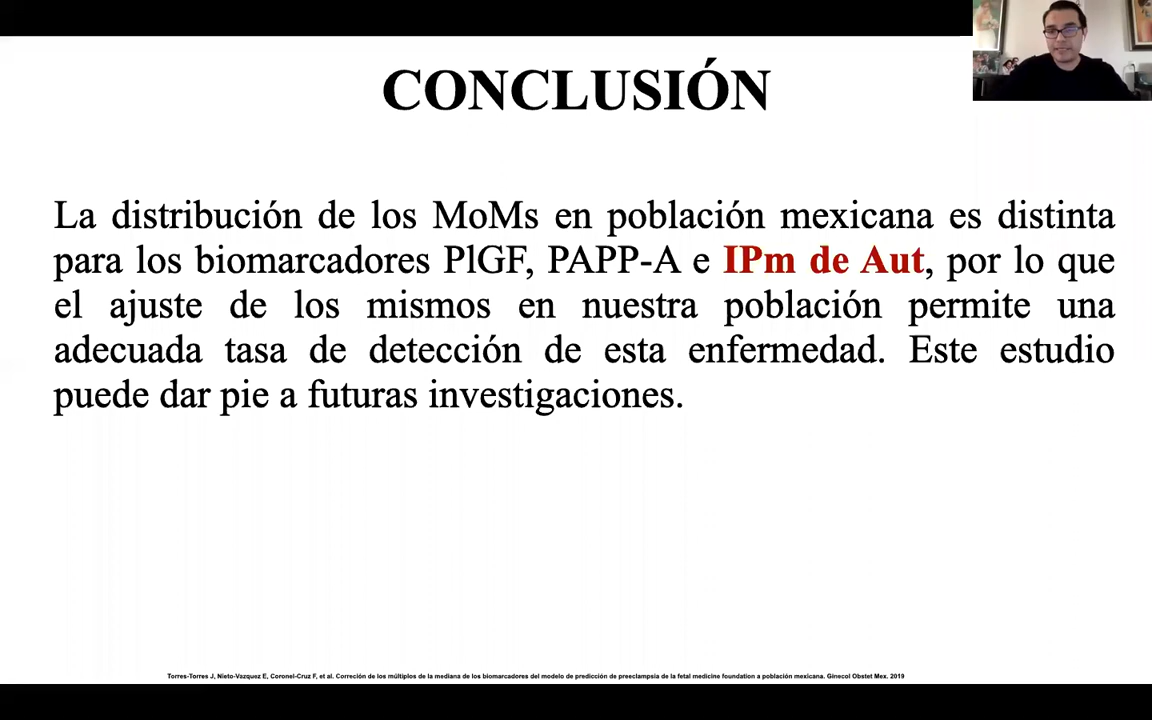 CONCLUSIÓN
La distribución de los MoMs en población mexicana es distinta
para los biomarcadores PlGF, PAPP-A e IPm de Aut, por lo que
el ajuste de los mismos en nuestra población permite una
adecuada tasa de detección de esta enfermedad. Este estudio
puede dar pie a futuras investigaciones.
Torres-Torres J, Nieto-Vazquez E, Coronel-Cruz F, et al. Correción de los múltiplos de la mediana de los biomarcadores del modelo de predicción de preeclampsia de la fetal medicine foundation a población mexicana. Ginecol Obstet Mex. 2019